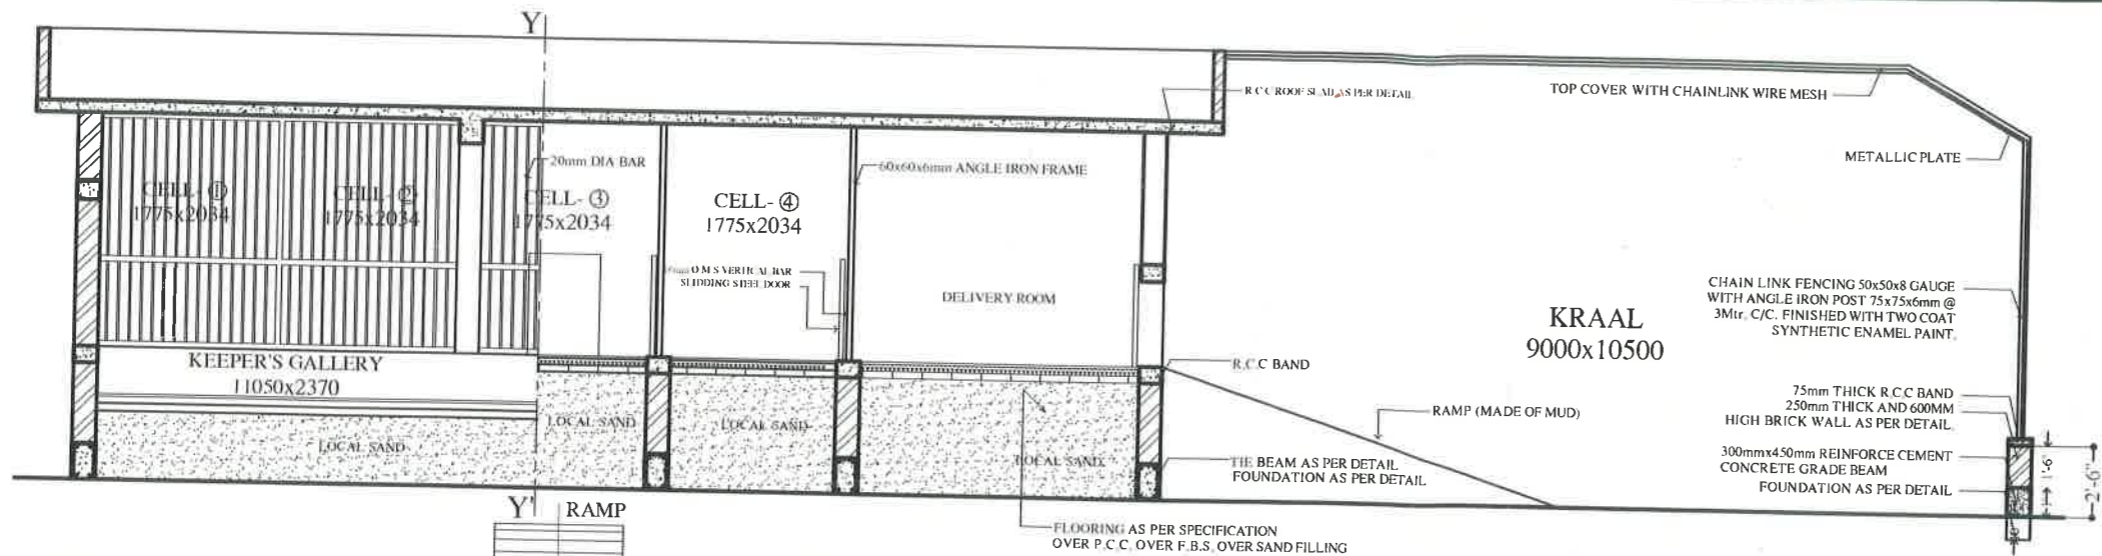 Y
R.C.C ROOF SLAB AS PER DETAIL
TOP COVER WITH CHAINLINK WIRE MESH
METALLIC PLATE
20mm DIA BAR
60x60x6mm ANGLE IRON FRAME
CELL- ①
1775x2034
CELL- ②
1775x2034
CELL- ③
1775x2034
CELL- ④
1775x2034
M S VERTICAL BAR
SLIDDING STEEL DOOR
DELIVERY ROOM
KRAAL
9000x10500
CHAIN LINK FENCING 50x50x8 GAUGE
WITH ANGLE IRON POST 75x75x6mm @
3Mtr. C/C. FINISHED WITH TWO COAT
SYNTHETIC ENAMEL PAINT.
KEEPER'S GALLERY
11050x2370
R.C.C BAND
75mm THICK R.C.C BAND
250mm THICK AND 600MM
HIGH BRICK WALL AS PER DETAIL.
RAMP (MADE OF MUD)
LOCAL SAND
LOCAL SAND
LOCAL SAND
LOCAL SAND
TIE BEAM AS PER DETAIL
FOUNDATION AS PER DETAIL
300mmx450mm REINFORCE CEMENT
CONCRETE GRADE BEAM
FOUNDATION AS PER DETAIL
1'-6"
2'-6"
1'
Y'
RAMP
FLOORING AS PER SPECIFICATION
OVER P.C.C, OVER F.B.S, OVER SAND FILLING